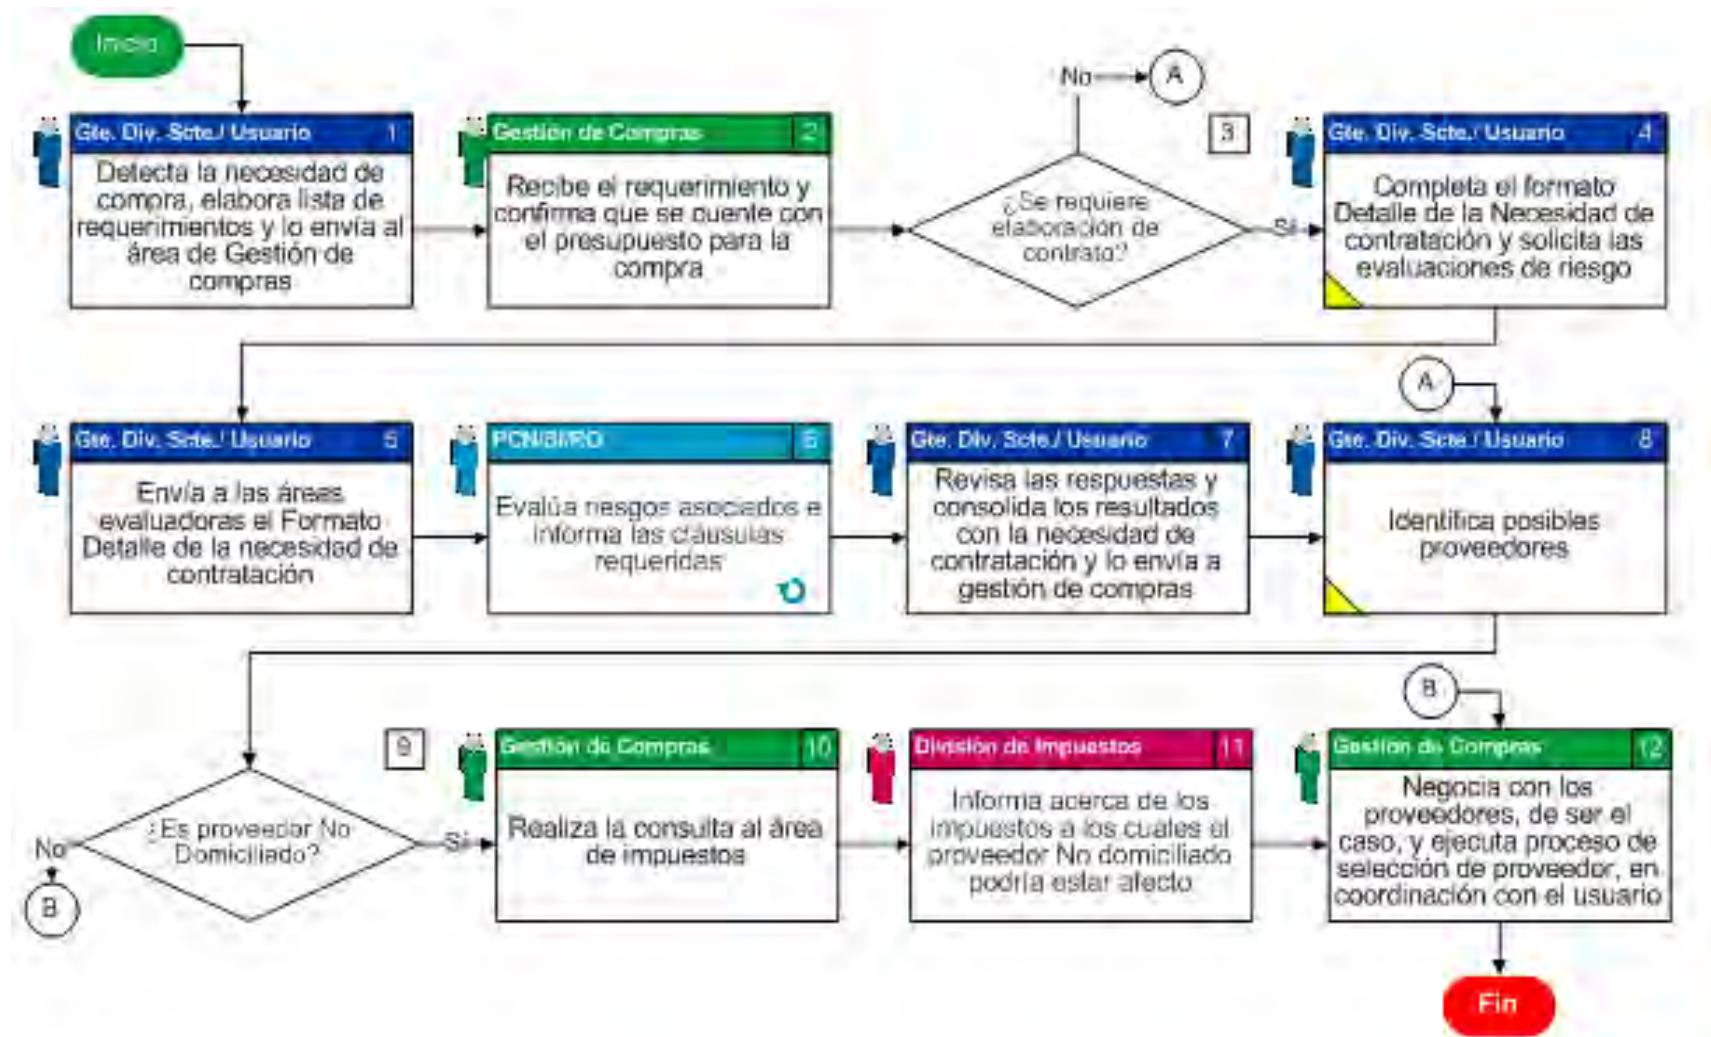 Inicio
No
A
Gte. Div. Scte./ Usuario 1
Detecta la necesidad de
compra, elabora lista de
requerimientos y lo envía al
área de Gestión de
compras
Gestión de Compras 2
Recibe el requerimiento y
confirma que se cuente con
el presupuesto para la
compra
3
¿Se requiere
elaboración de
contrato?
Sí
Gte. Div. Scte./ Usuario 4
Completa el formato
Detalle de la Necesidad de
contratación y solicita las
evaluaciones de riesgo
A
Gte. Div. Scte./ Usuario 5
Envía a las áreas
evaluadoras el Formato
Detalle de la necesidad de
contratación
PCN/BI/RO 6
Evalúa riesgos asociados e
informa las cláusulas
requeridas
Gte. Div. Scte./ Usuario 7
Revisa las respuestas y
consolida los resultados
con la necesidad de
contratación y lo envía a
gestión de compras
Gte. Div. Scte./ Usuario 8
Identifica posibles
proveedores
B
9
¿Es proveedor No
Domiciliado?
No
B
Sí
Gestión de Compras 10
Realiza la consulta al área
de impuestos
División de Impuestos 11
Informa acerca de los
impuestos a los cuales el
proveedor No domiciliado
podría estar afecto
Gestión de Compras 12
Negocia con los
proveedores, de ser el
caso, y ejecuta proceso de
selección de proveedor, en
coordinación con el usuario
Fin